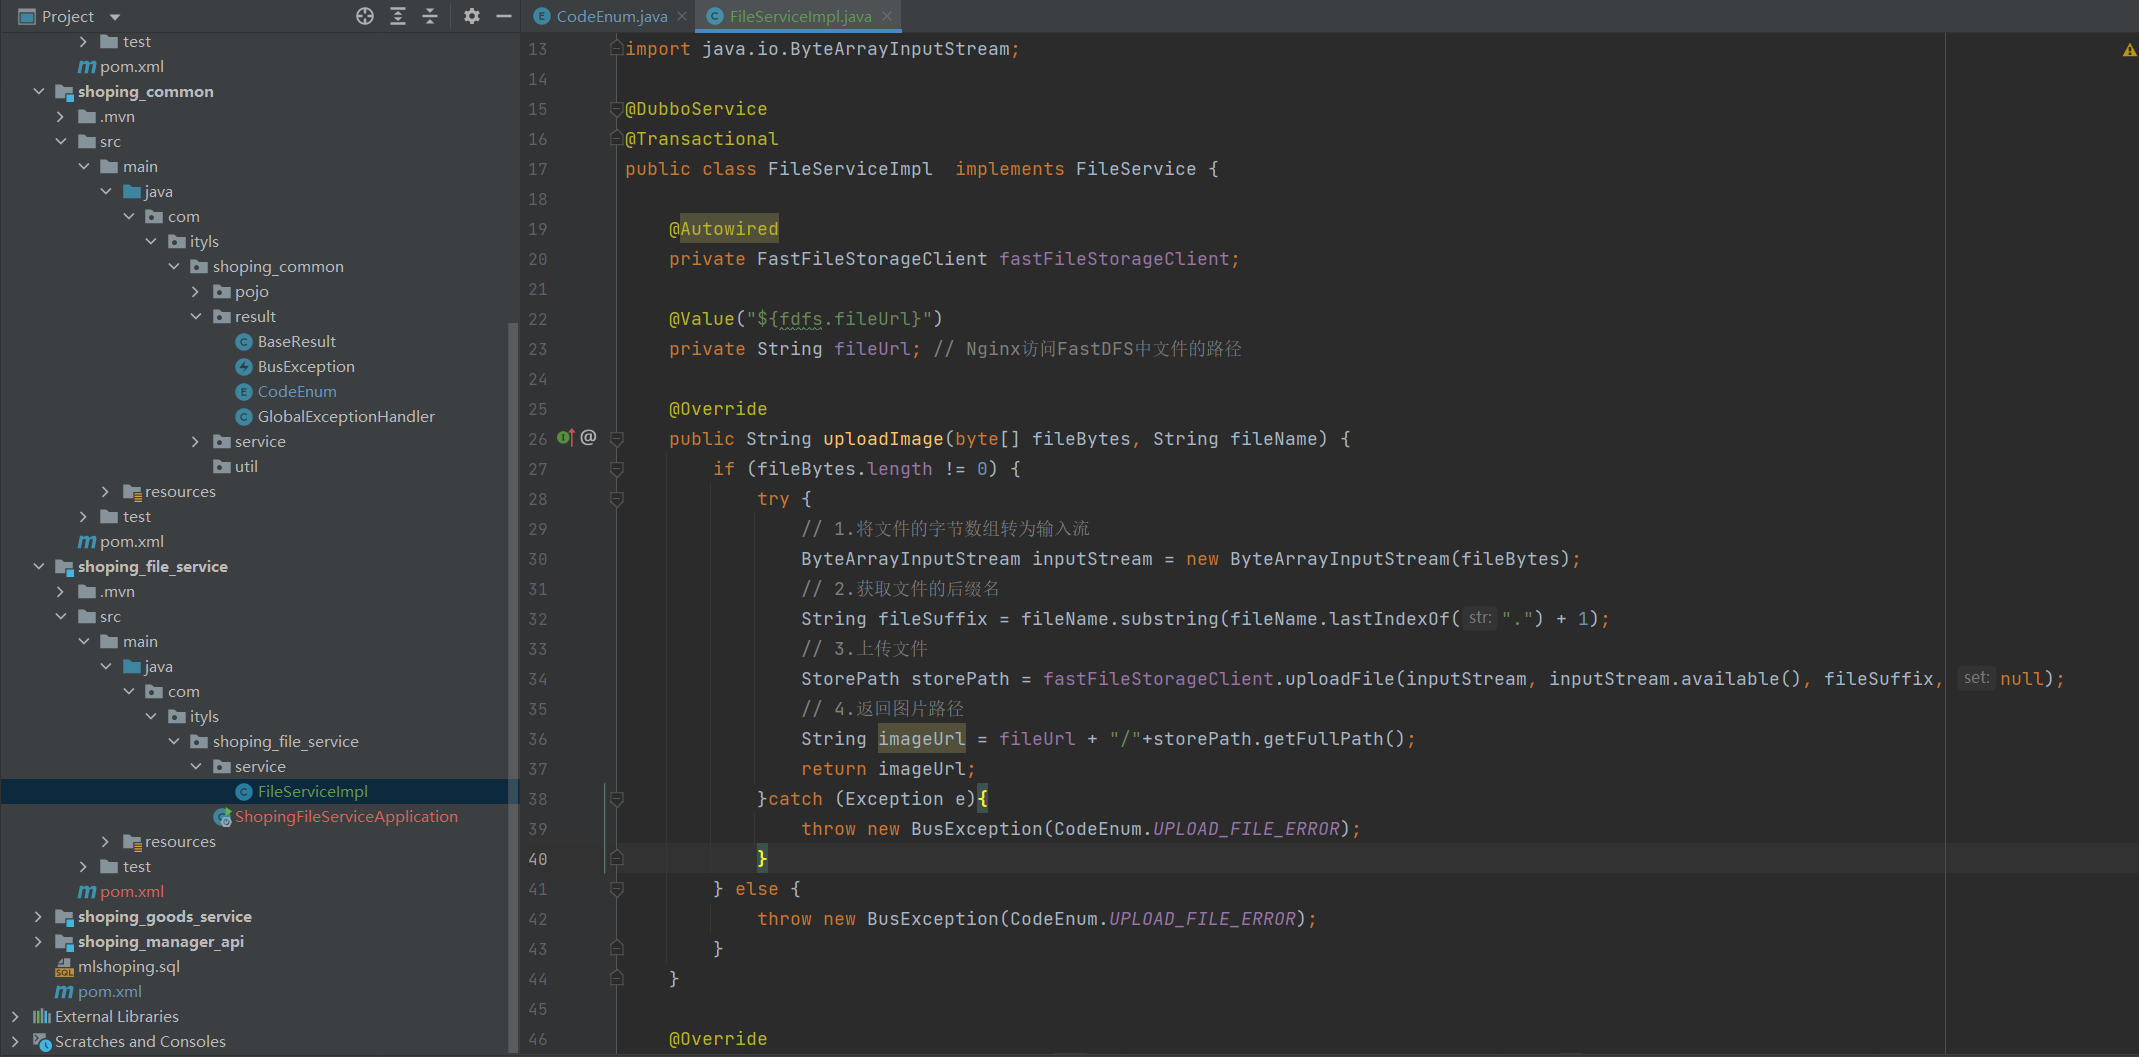 Project
test
pom.xml
shoping_common
.mvn
src
main
java
com
ityls
shoping_common
pojo
result
BaseResult
BusException
CodeEnum
GlobalExceptionHandler
service
util
resources
test
pom.xml
shoping_file_service
.mvn
src
main
java
com
ityls
shoping_file_service
service
FileServiceImpl
ShopingFileServiceApplication
resources
test
pom.xml
shoping_goods_service
shoping_manager_api
mlshoping.sql
pom.xml
External Libraries
Scratches and Consoles
CodeEnum.java FileServiceImpl.java
13 import java.io.ByteArrayInputStream;
14
15 @DubboService
16 @Transactional
17 public class FileServiceImpl  implements FileService {
18
19 @Autowired
20 private FastFileStorageClient fastFileStorageClient;
21
22 @Value("${fdfs.fileUrl}")
23 private String fileUrl; // Nginx访问FastDFS中文件的路径
24
25 @Override
26 @ public String uploadImage(byte[] fileBytes, String fileName) {
27 if (fileBytes.length != 0) {
28 try {
29 // 1.将文件的字节数组转为输入流
30 ByteArrayInputStream inputStream = new ByteArrayInputStream(fileBytes);
31 // 2.获取文件的后缀名
32 String fileSuffix = fileName.substring(fileName.lastIndexOf( str: ".") + 1);
33 // 3.上传文件
34 StorePath storePath = fastFileStorageClient.uploadFile(inputStream, inputStream.available(), fileSuffix, set: null);
35 // 4.返回图片路径
36 String imageUrl = fileUrl + "/"+storePath.getFullPath();
37 return imageUrl;
38 }catch (Exception e){
39 throw new BusException(CodeEnum.UPLOAD_FILE_ERROR);
40 }
41 } else {
42 throw new BusException(CodeEnum.UPLOAD_FILE_ERROR);
43 }
44 }
45
46 @Override